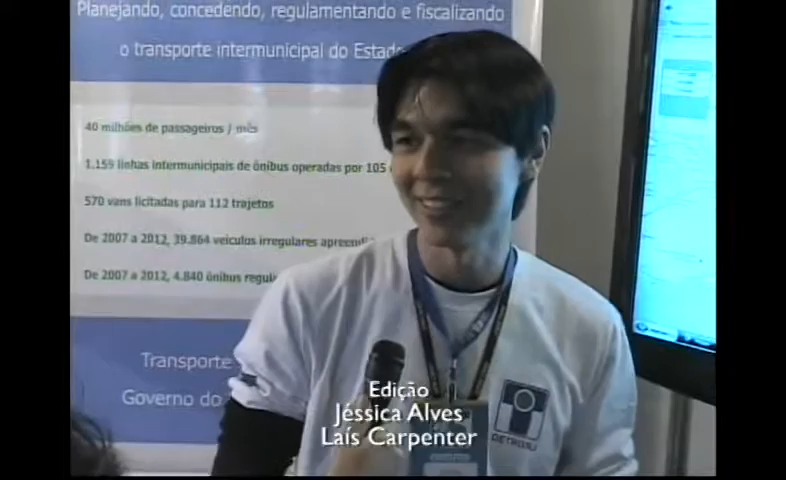 Planejando, concedendo, regulamentando e fiscalizando
o transporte intermunicipal do Estado
40 milhões de passageiros / mês
1.159 linhas intermunicipais de ônibus operadas por 105
570 vans licitadas para 112 trajetos
De 2007 a 2012, 39.864 veículos irregulares
De 2007 a 2012, 4.840 ônibus
Transporte
Governo do
DETRO/RJ
Edição
Jéssica Alves
Laís Carpenter